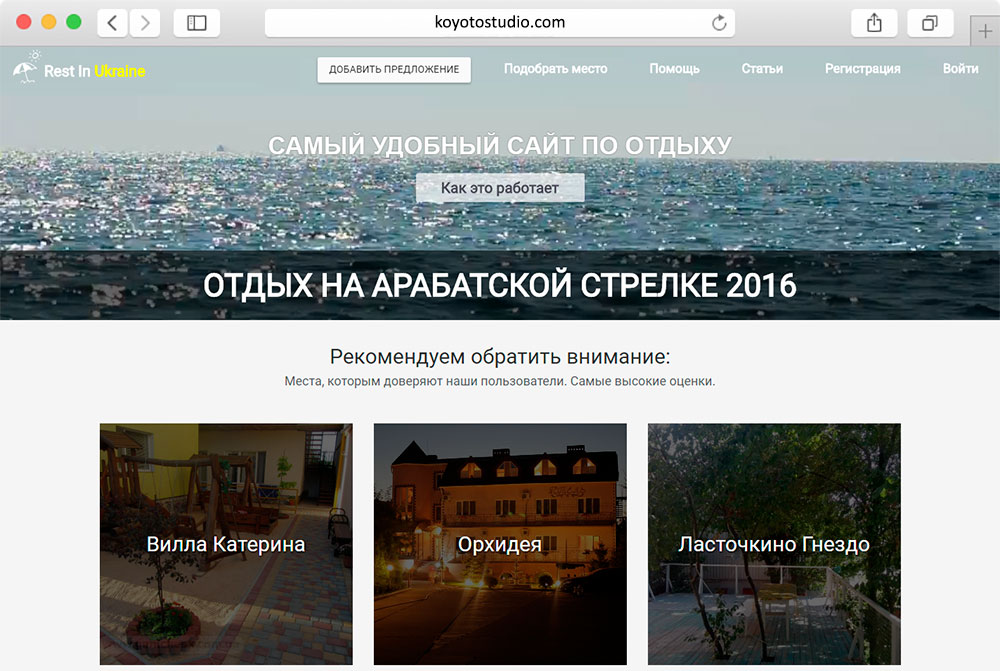 koyotostudio.com
Rest In Ukraine
ДОБАВИТЬ ПРЕДЛОЖЕНИЕ
Подобрать место
Помощь
Статьи
Регистрация
Войти
САМЫЙ УДОБНЫЙ САЙТ ПО ОТДЫХУ
Как это работает
ОТДЫХ НА АРАБАТСКОЙ СТРЕЛКЕ 2016
Рекомендуем обратить внимание:
Места, которым доверяют наши пользователи. Самые высокие оценки.
Вилла Катерина
Орхидея
Ласточкино Гнездо